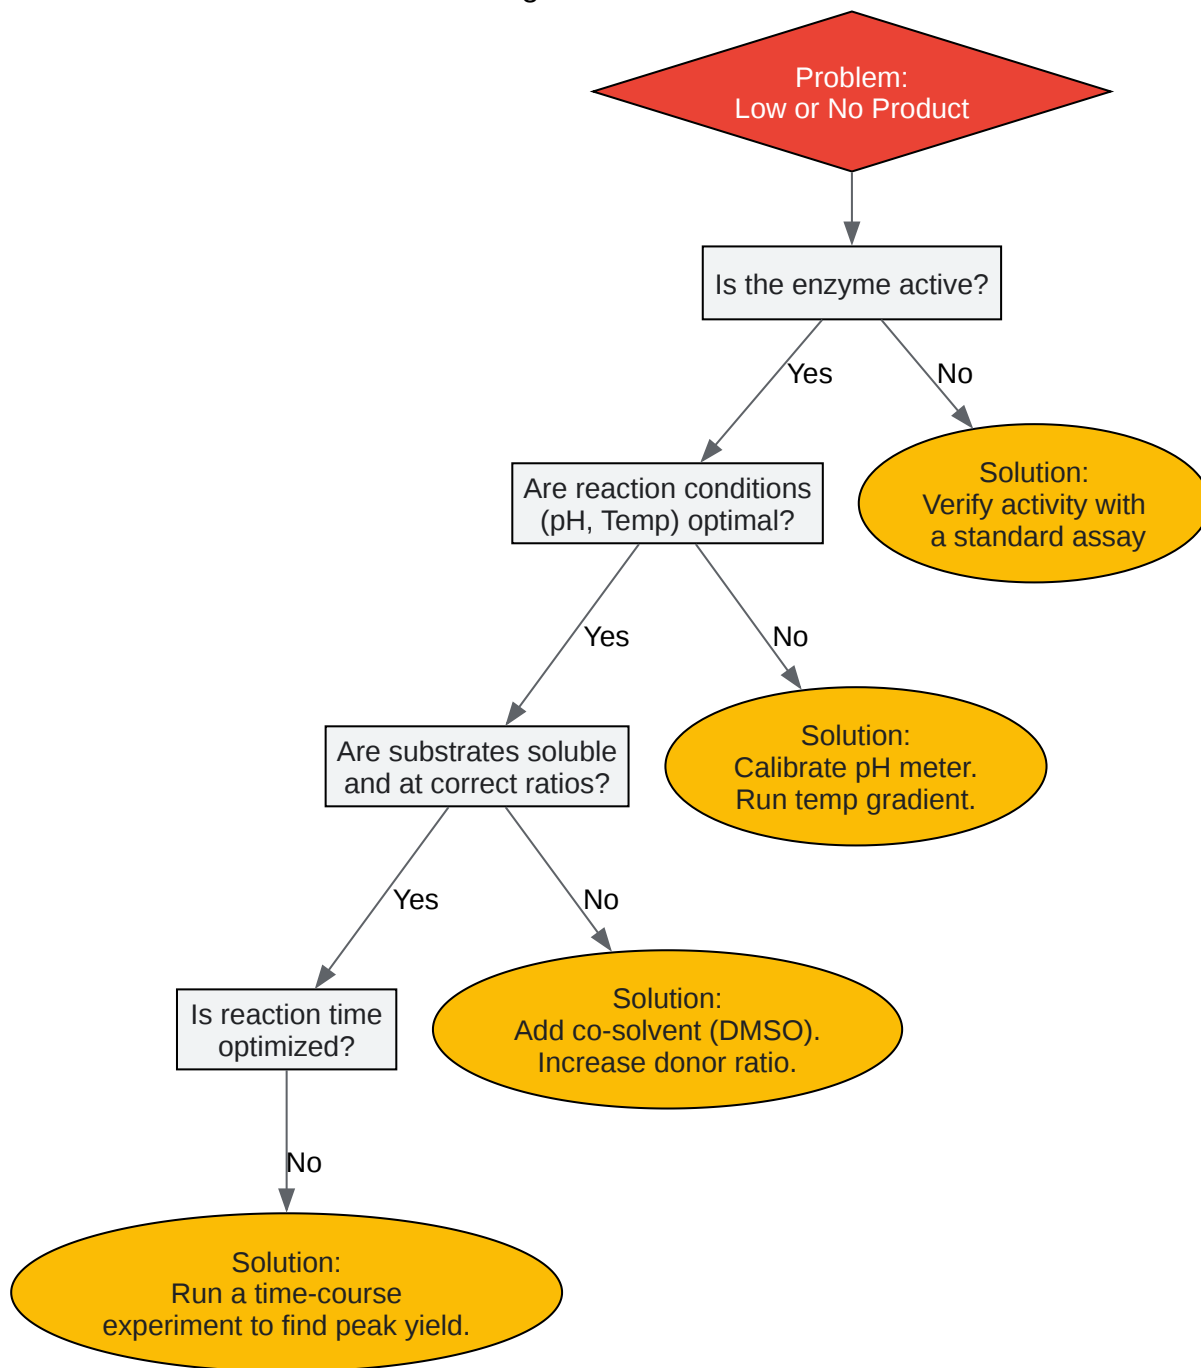 Problem:
Low or No Product
Is the enzyme active?
Yes
No
Are reaction conditions
(pH, Temp) optimal?
Solution:
Verify activity with
a standard assay
Yes
No
Are substrates soluble
and at correct ratios?
Solution:
Calibrate pH meter.
Run temp gradient.
Yes
No
Is reaction time
optimized?
Solution:
Add co-solvent (DMSO).
Increase donor ratio.
No
Solution:
Run a time-course
experiment to find peak yield.